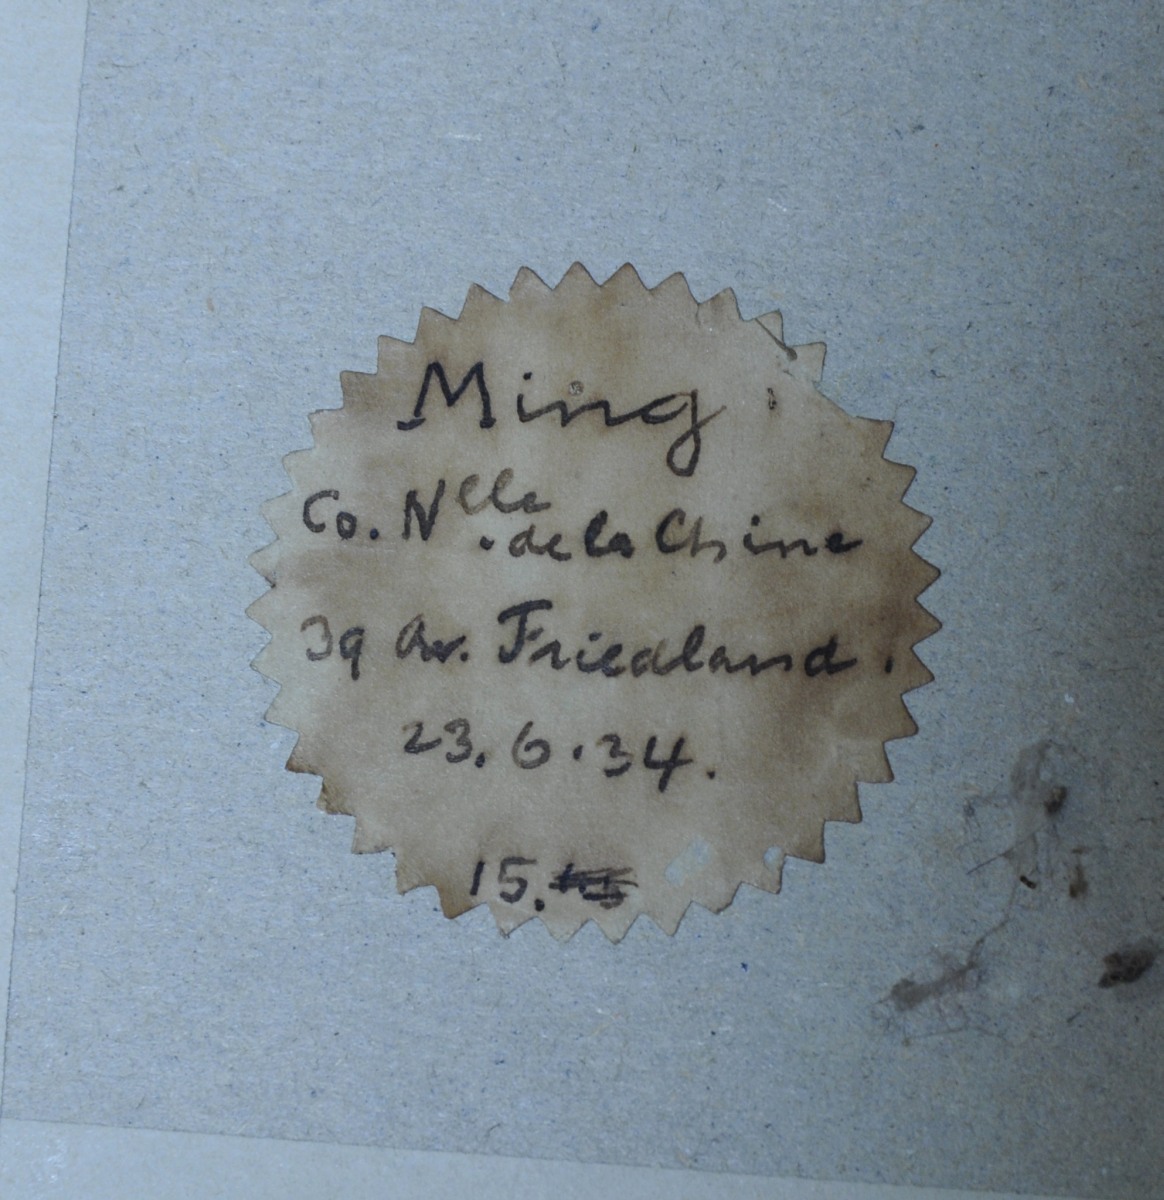 Ming
Co. Nlle. de la Chine
39 Av. Friedland.
23.6.34.
15.